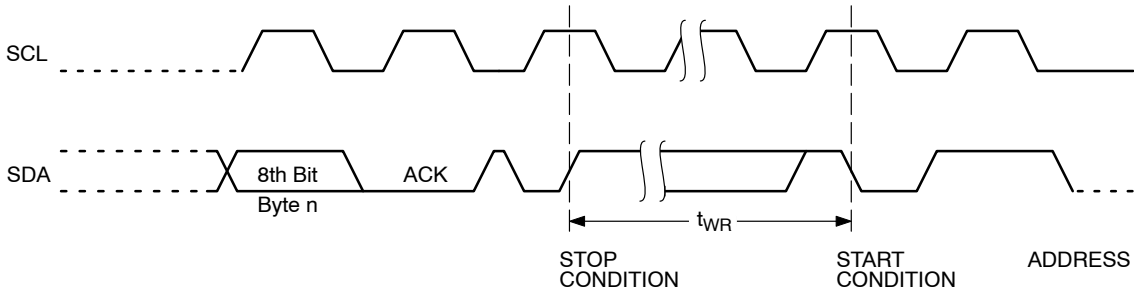 SCL
SDA
8th Bit
Byte n
ACK
tWR
STOP
CONDITION
START
CONDITION
ADDRESS